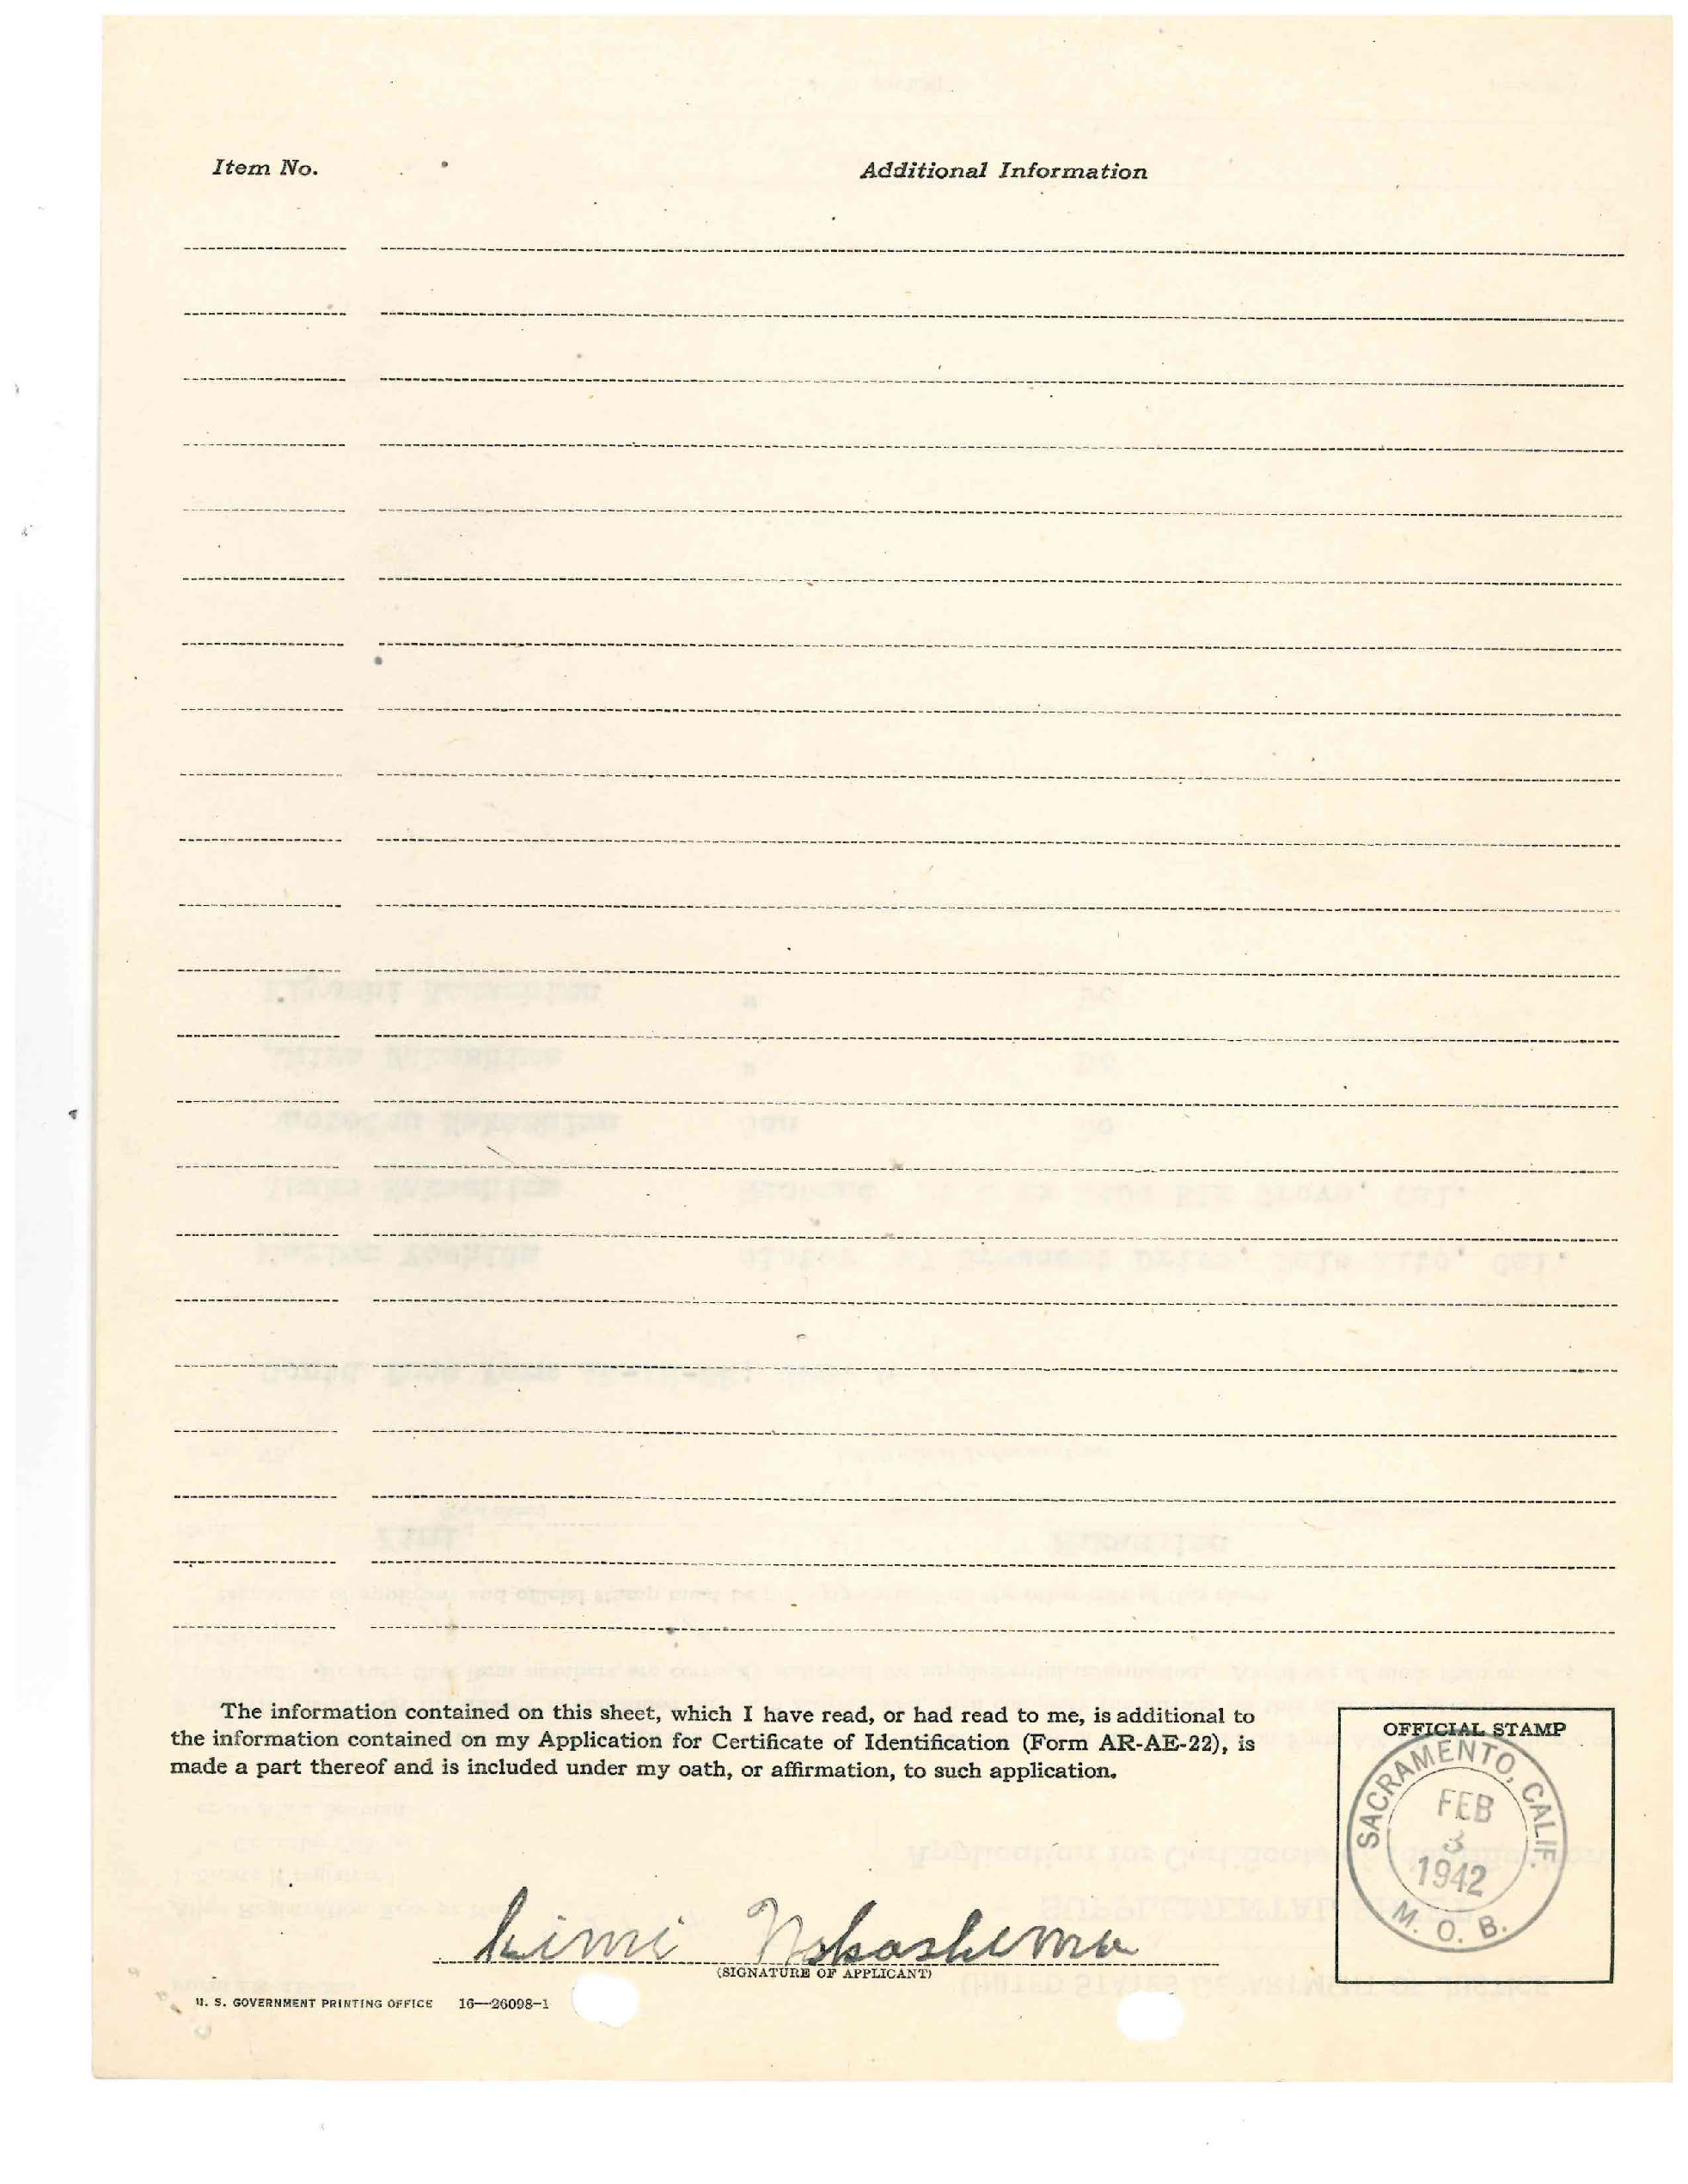 Item No. Additional Information
The information contained on this sheet, which I have read, or had read to me, is additional to
the information contained on my Application for Certificate of Identification (Form AR-AE-22), is
made a part thereof and is included under my oath, or affirmation, to such application.
OFFICIAL STAMP
SACRAMENTO, CALIF.
FEB
3
1942
M. O. B.
Kimi Nakashima
(SIGNATURE OF APPLICANT)
U. S. GOVERNMENT PRINTING OFFICE 16—26098-1